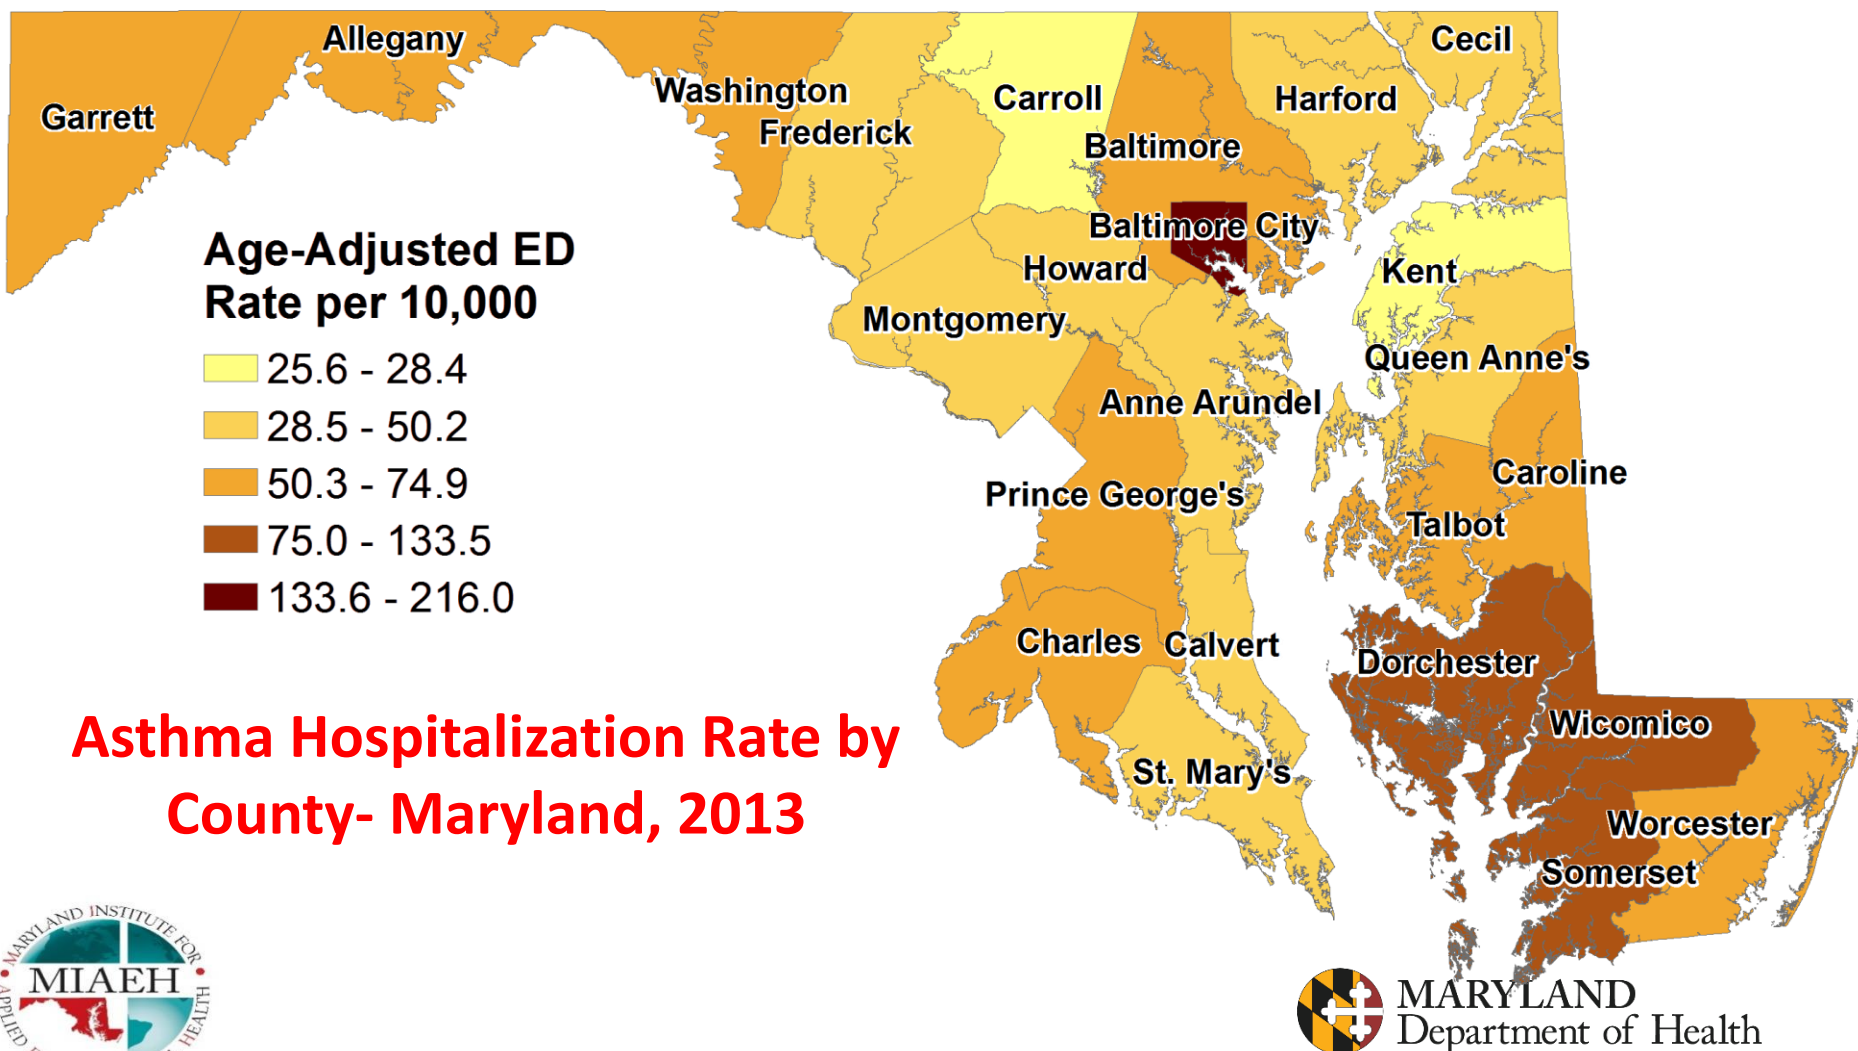 Allegany
Cecil
Washington
Carroll
Harford
Garrett
Frederick
Baltimore
Baltimore City
Howard
Kent
Montgomery
Queen Anne's
Anne Arundel
Caroline
Prince George's
Talbot
Charles
Calvert
Dorchester
Wicomico
St. Mary's
Worcester
Somerset
Age-Adjusted ED
Rate per 10,000
25.6 - 28.4
28.5 - 50.2
50.3 - 74.9
75.0 - 133.5
133.6 - 216.0
Asthma Hospitalization Rate by
County- Maryland, 2013
MARYLAND INSTITUTE FOR
APPLIED
HEALTH
MIAEH
MARYLAND
Department of Health